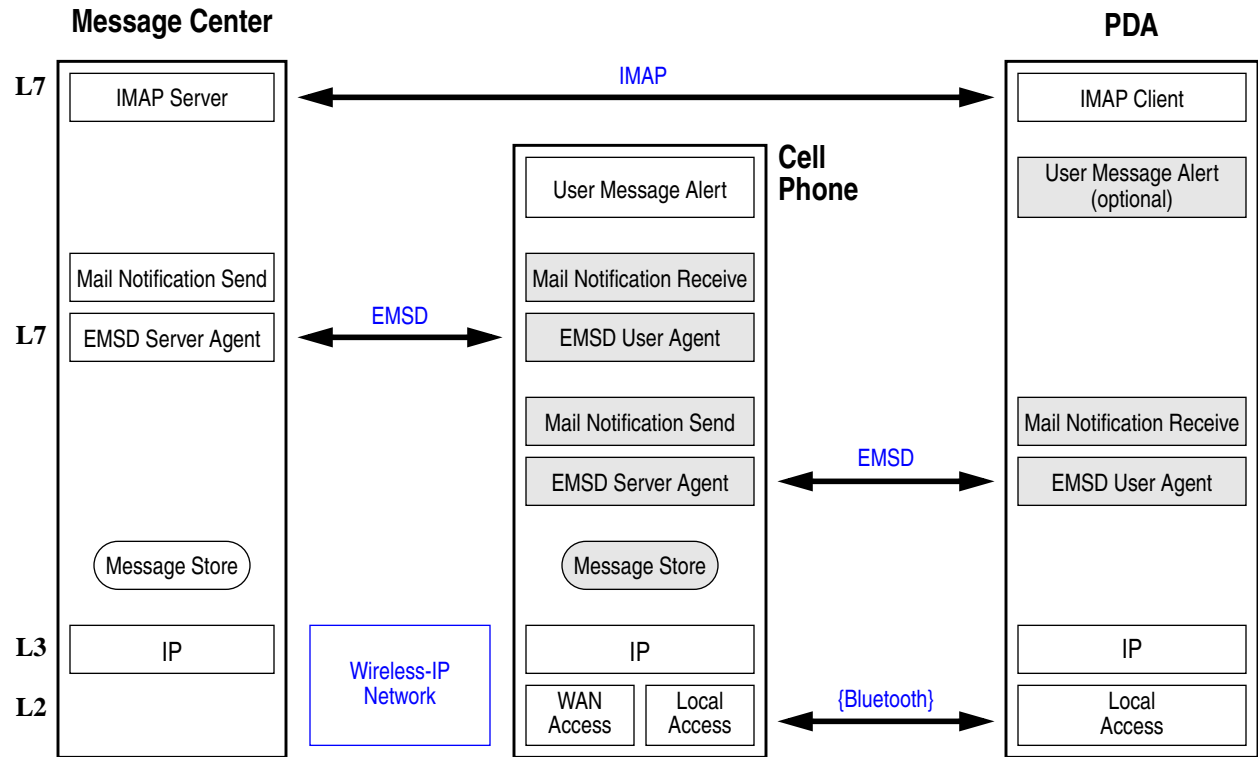 Message Center
PDA
L7
IMAP Server
IMAP
IMAP Client
Cell
Phone
User Message Alert
User Message Alert
(optional)
Mail Notification Send
Mail Notification Receive
L7
EMSD Server Agent
EMSD
EMSD User Agent
Mail Notification Send
Mail Notification Receive
EMSD Server Agent
EMSD
EMSD User Agent
Message Store
Message Store
L3
IP
Wireless-IP
Network
IP
IP
L2
WAN
Access
Local
Access
{Bluetooth}
Local
Access